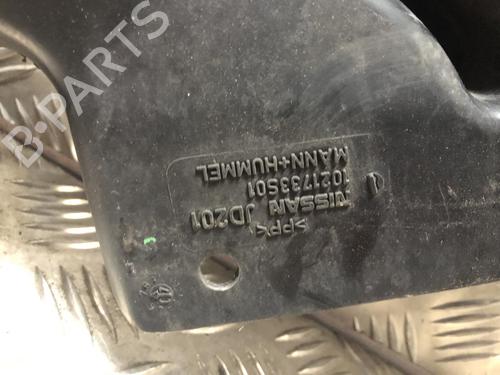 B-PARTS
MANN+HUMMEL
1021733S01
NISSAN JD201
>PP<